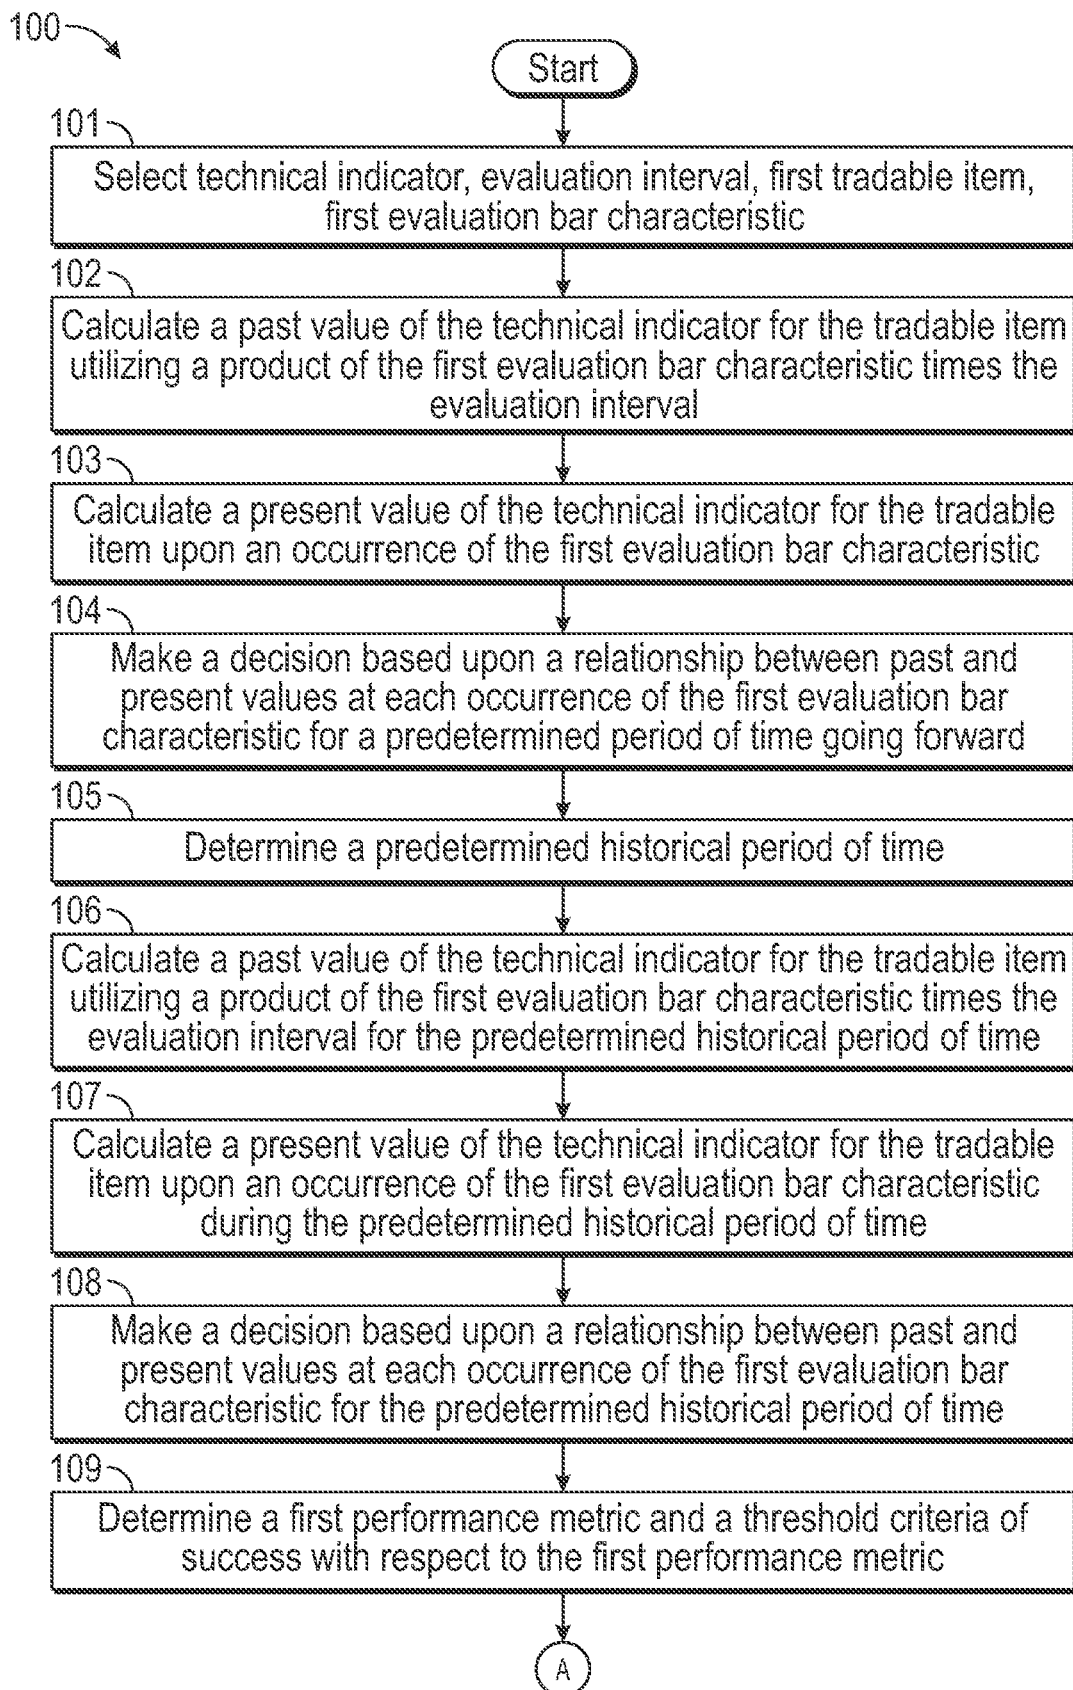 100
Start
101
Select technical indicator, evaluation interval, first tradable item,
first evaluation bar characteristic
102
Calculate a past value of the technical indicator for the tradable item
utilizing a product of the first evaluation bar characteristic times the
evaluation interval
103
Calculate a present value of the technical indicator for the tradable
item upon an occurrence of the first evaluation bar characteristic
104
Make a decision based upon a relationship between past and
present values at each occurrence of the first evaluation bar
characteristic for a predetermined period of time going forward
105
Determine a predetermined historical period of time
106
Calculate a past value of the technical indicator for the tradable item
utilizing a product of the first evaluation bar characteristic times the
evaluation interval for the predetermined historical period of time
107
Calculate a present value of the technical indicator for the tradable
item upon an occurrence of the first evaluation bar characteristic
during the predetermined historical period of time
108
Make a decision based upon a relationship between past and
present values at each occurrence of the first evaluation bar
characteristic for the predetermined historical period of time
109
Determine a first performance metric and a threshold criteria of
success with respect to the first performance metric
A